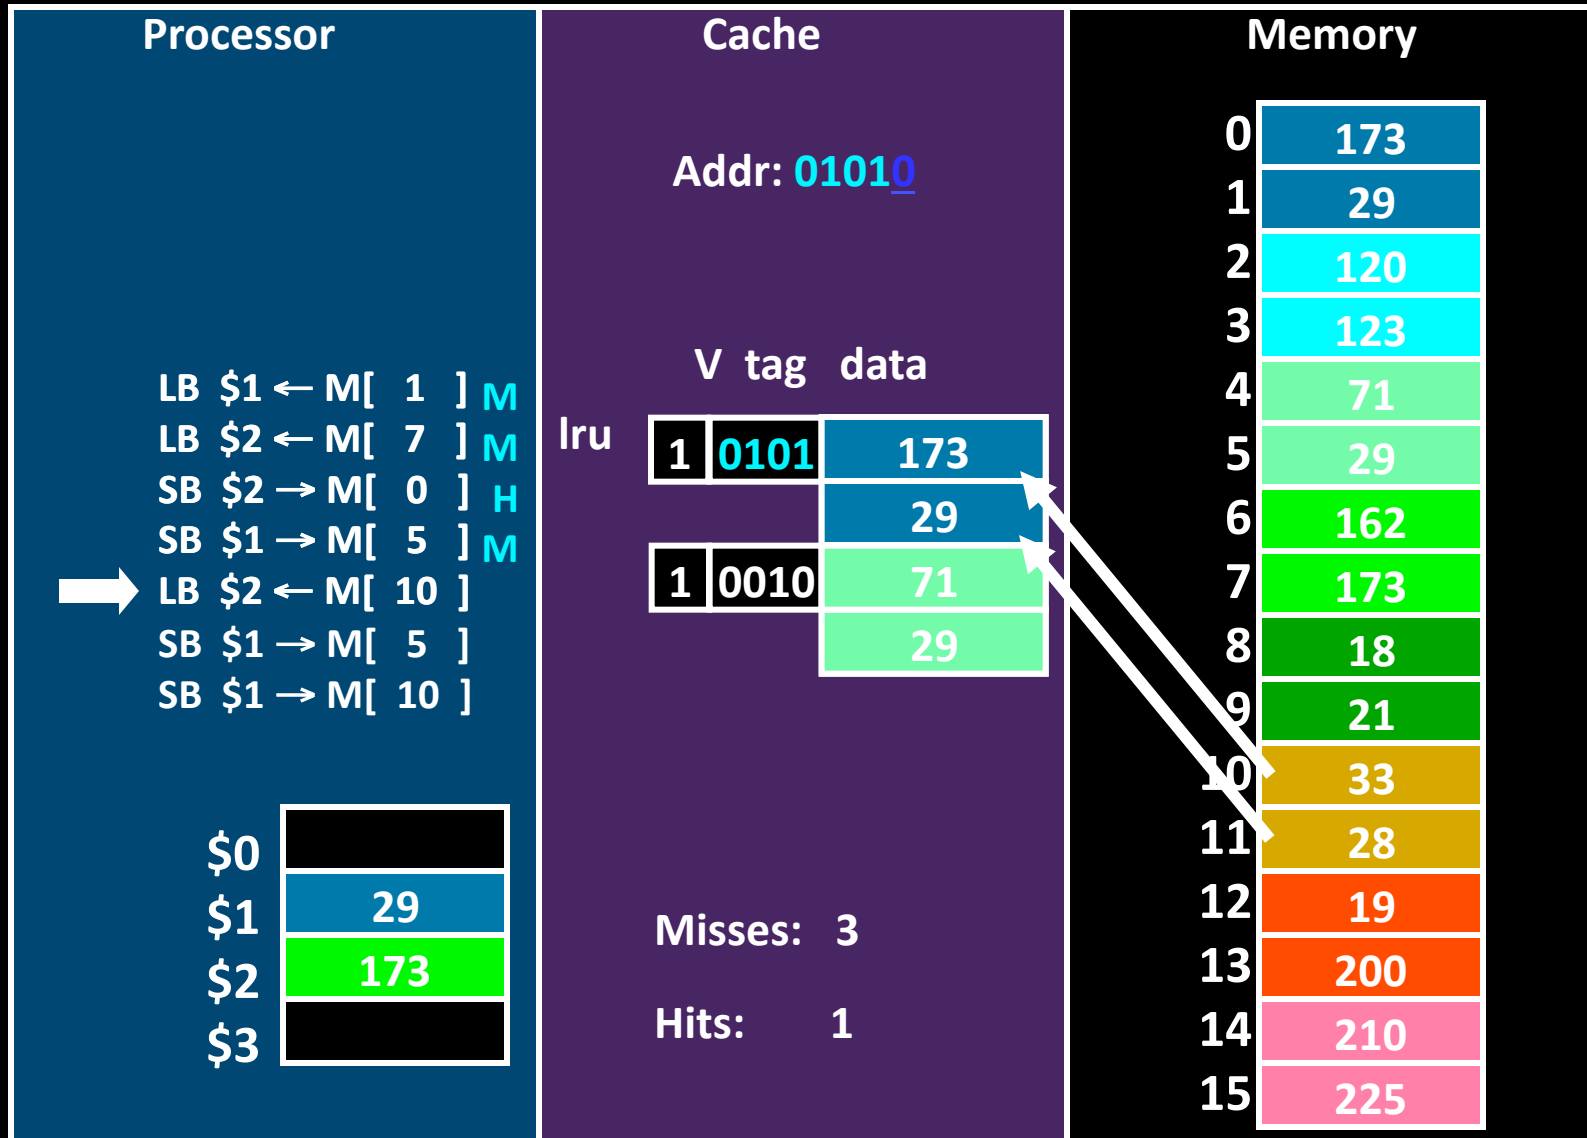 Processor
LB $1 ← M[ 1 ] M
LB $2 ← M[ 7 ] M
SB $2 → M[ 0 ] H
SB $1 → M[ 5 ] M
LB $2 ← M[ 10 ]
SB $1 → M[ 5 ]
SB $1 → M[ 10 ]
$0
$1 29
$2 173
$3
Cache
Addr: 01010
V tag data
lru 1 0101 173
29
1 0010 71
29
Misses: 3
Hits: 1
Memory
0 173
1 29
2 120
3 123
4 71
5 29
6 162
7 173
8 18
9 21
10 33
11 28
12 19
13 200
14 210
15 225